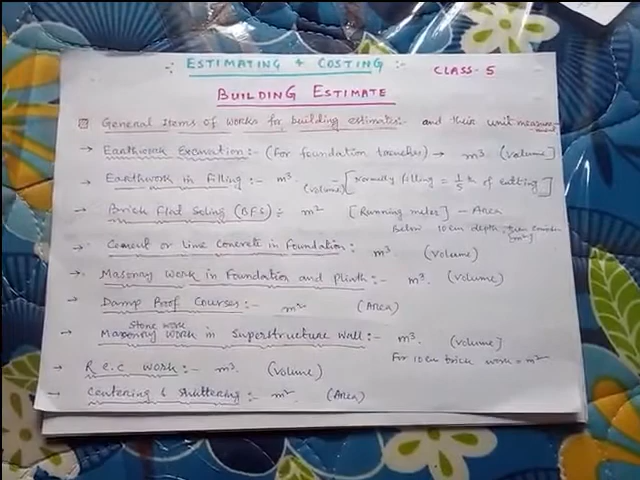 ∴ ESTIMATING & COSTING :-
CLASS-5
BUILDING ESTIMATE
General Items of works for building estimate:- and their unit measurement
→ Earthwork Excavation:- (For foundation trenches) → m³ (Volume]
→ Earthwork in Filling :- m³ (Volume) - [Normally filling = 1/5 th of cutting]
→ Brick Flat Soling (BFS) :- m² [Running meter] - Area
Below 10cm depth
(m²]
→ Cement or Lime Concrete in Foundation : m³ (Volume)
→ Masonry Work in Foundation and plinth :- m³. (Volume)
→ Damp Proof Courses :- m² (Area)
Stone work
→ Masonry Work in Superstructure Wall :- m³. (Volume]
For 10cm brick work = m²
→ R.C.C WORK :- m³. (Volume)
→ Centering & Shuttering :- m². (Area)